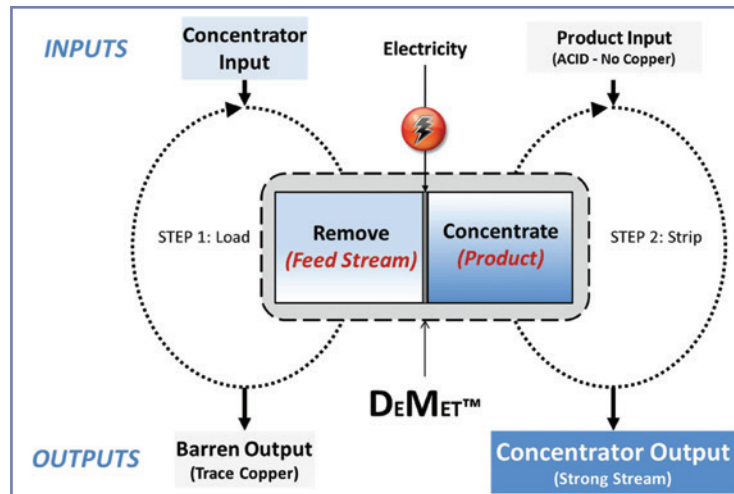 INPUTS
Concentrator
Input
Electricity
Product Input
(ACID - No Copper)
STEP 1: Load
Remove
(Feed Stream)
Concentrate
(Product)
STEP 2: Strip
DEMET™
OUTPUTS
Barren Output
(Trace Copper)
Concentrator Output
(Strong Stream)